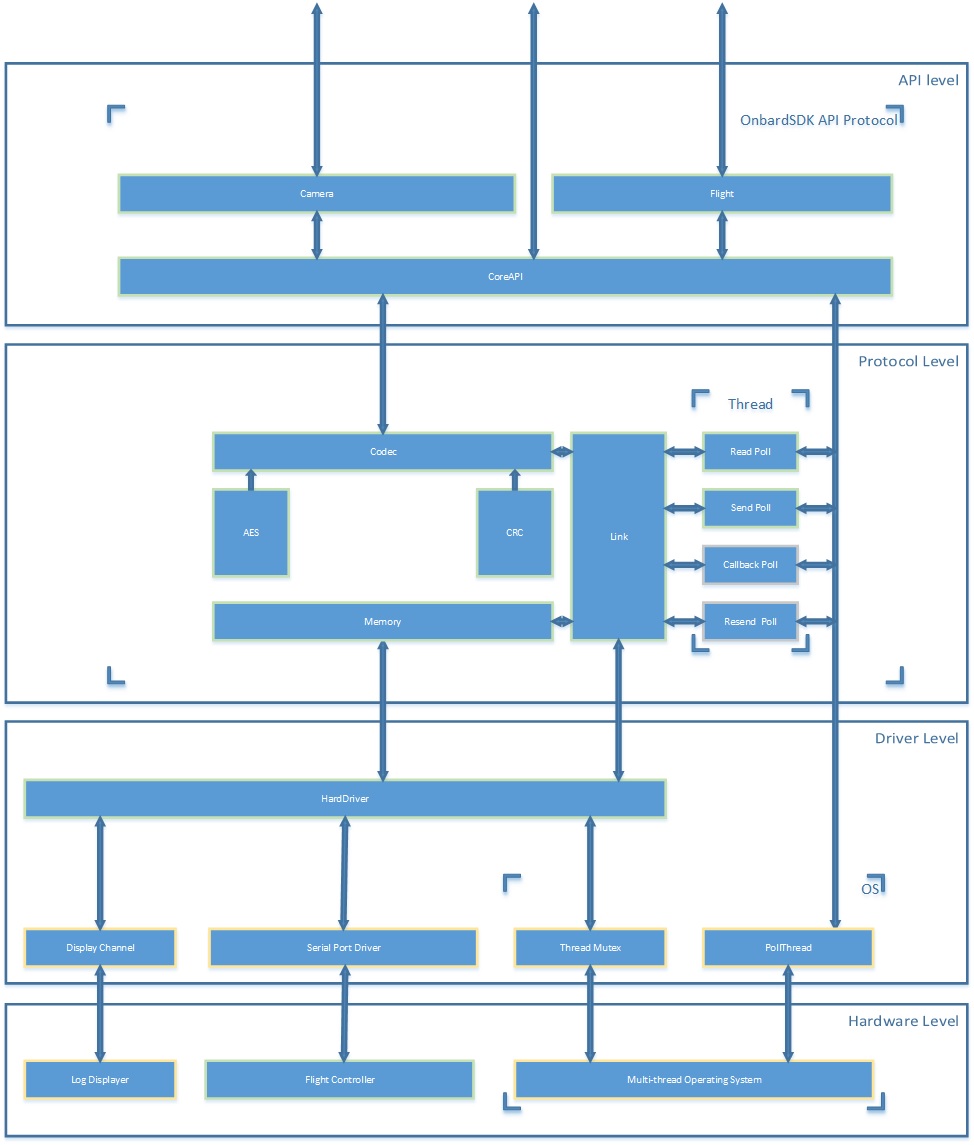 API level
OnbardSDK API Protocol
Camera
Flight
CoreAPI
Protocol Level
Thread
Codec
Read Poll
Send Poll
AES
CRC
Link
Callback Poll
Memory
Resend Poll
Driver Level
HardDriver
OS
Display Channel
Serial Port Driver
Thread Mutex
PollThread
Hardware Level
Log Displayer
Flight Controller
Multi-thread Operating System